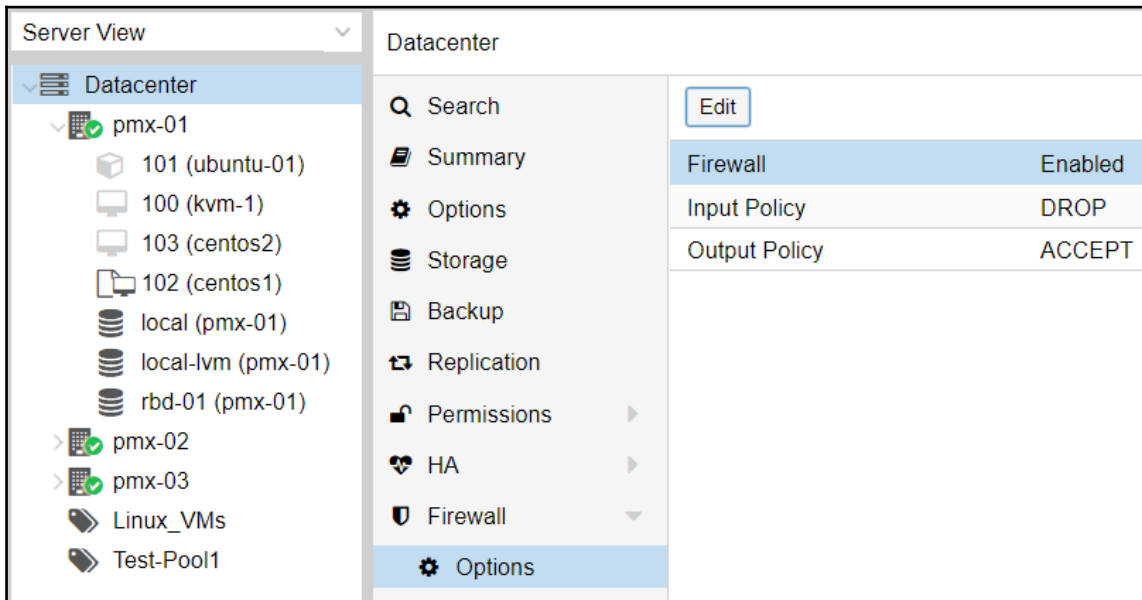 Server View
Datacenter
pmx-01
101 (ubuntu-01)
100 (kvm-1)
103 (centos2)
102 (centos1)
local (pmx-01)
local-lvm (pmx-01)
rbd-01 (pmx-01)
pmx-02
pmx-03
Linux_VMs
Test-Pool1
Datacenter
Search
Summary
Options
Storage
Backup
Replication
Permissions
HA
Firewall
Options
Edit
Firewall Enabled
Input Policy DROP
Output Policy ACCEPT